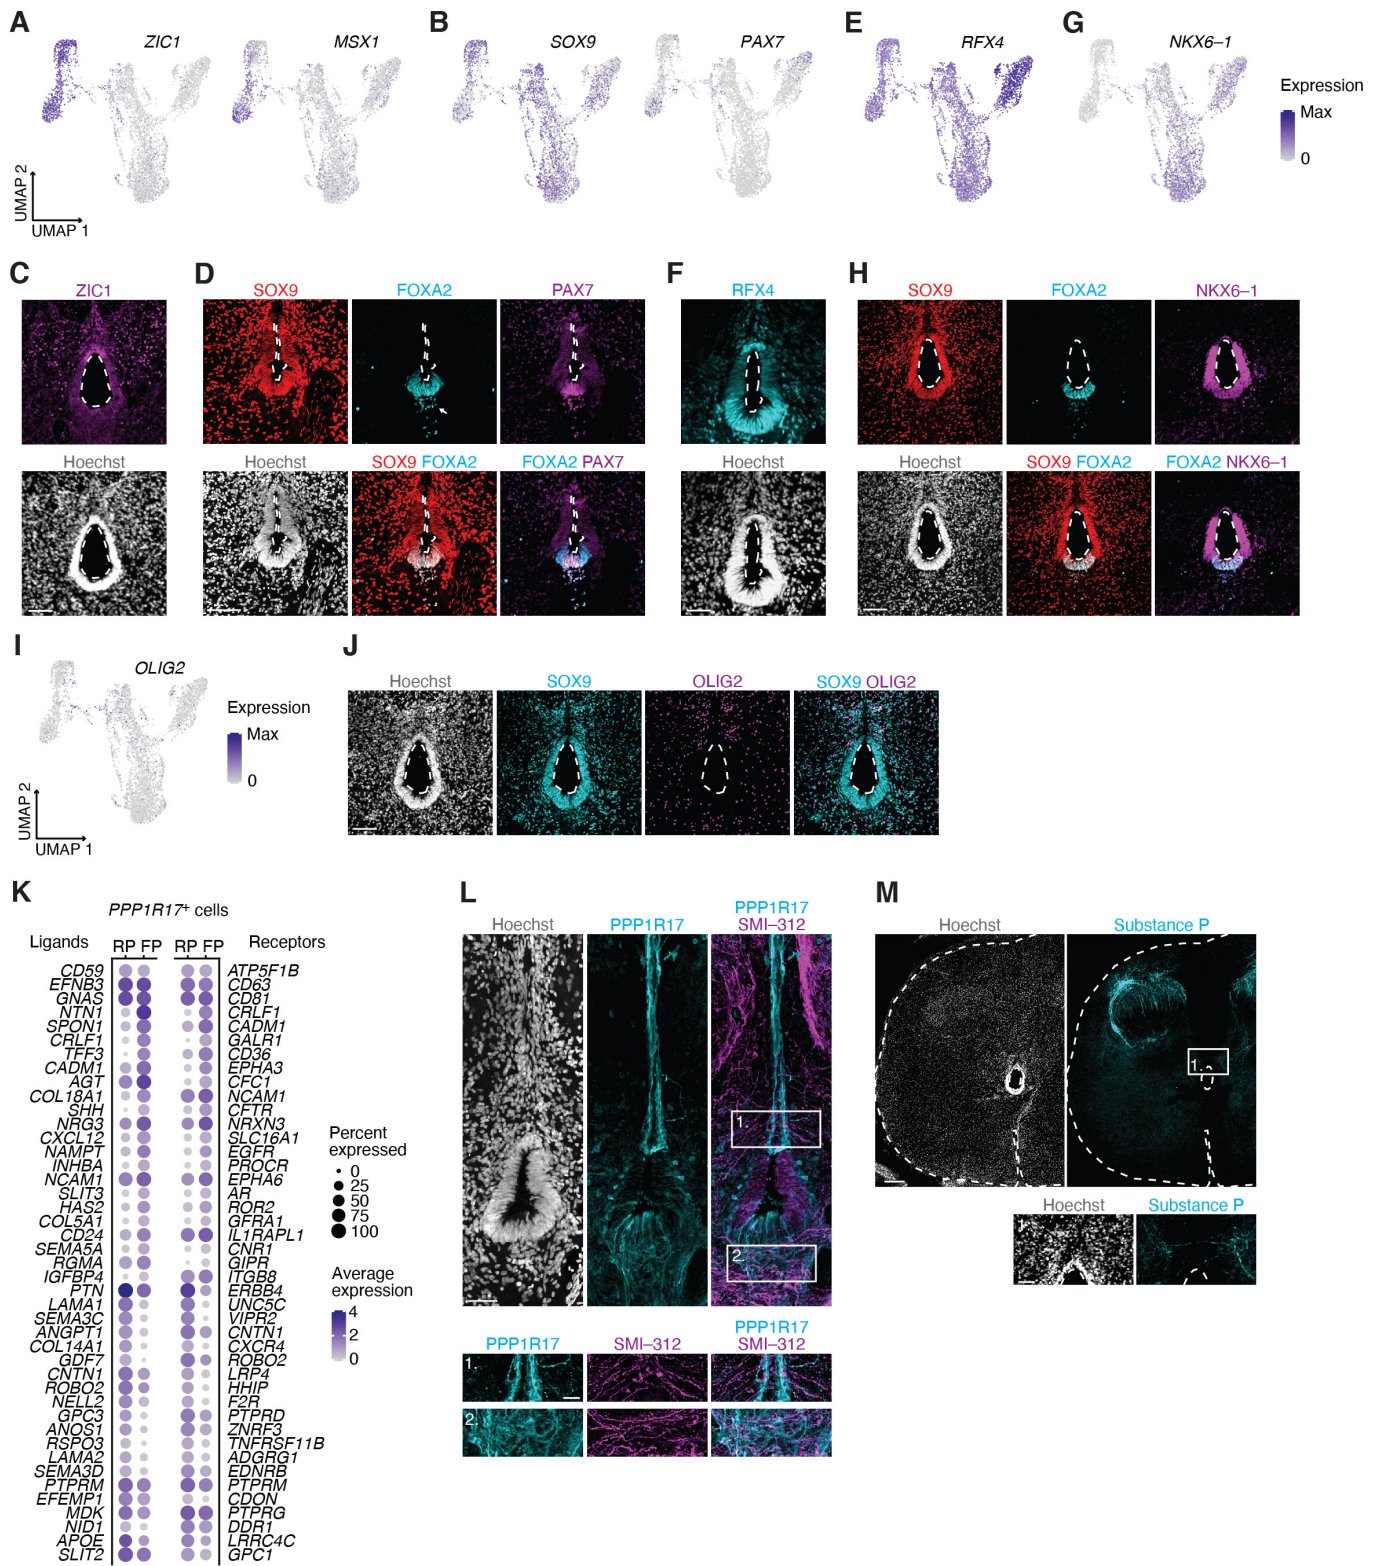 A
B
E
G
ZIC1
MSX1
SOX9
PAX7
RFX4
NKX6–1
Expression
Max
0
UMAP 2
UMAP 1
C
D
F
H
ZIC1
SOX9
FOXA2
PAX7
RFX4
SOX9
FOXA2
NKX6–1
Hoechst
Hoechst
SOX9 FOXA2
FOXA2 PAX7
Hoechst
Hoechst
SOX9 FOXA2
FOXA2 NKX6–1
I
J
OLIG2
Expression
Max
0
UMAP 2
UMAP 1
Hoechst
SOX9
OLIG2
SOX9 OLIG2
K
PPP1R17+ cells
Ligands
RP FP
RP FP
Receptors
CD59 ATP5F1B
EFNB3 CD63
GNAS CD81
NTN1 CRLF1
SPON1 CADM1
CRLF1 GALR1
TFF3 CD36
CADM1 EPHA3
AGT CFC1
COL18A1 NCAM1
SHH CFTR
NRG3 NRXN3
CXCL12 SLC16A1
NAMPT EGFR
INHBA PROCR
NCAM1 EPHA6
SLIT3 AR
HAS2 ROR2
COL5A1 GFRA1
CD24 IL1RAPL1
SEMA5A CNR1
RGMA GIPR
IGFBP4 ITGB8
PTN ERBB4
LAMA1 UNC5C
SEMA3C VIPR2
ANGPT1 CNTN1
COL14A1 CXCR4
GDF7 ROBO2
CNTN1 LRP4
ROBO2 HHIP
NELL2 F2R
GPC3 PTPRD
ANOS1 ZNRF3
RSPO3 TNFRSF11B
LAMA2 ADGRG1
SEMA3D EDNRB
PTPRM PTPRM
EFEMP1 CDON
MDK PTPRG
NID1 DDR1
APOE LRRC4C
SLIT2 GPC1
Percent
expressed
0
25
50
75
100
Average
expression
4
2
0
L
Hoechst
PPP1R17
PPP1R17
SMI–312
1.
2.
PPP1R17
SMI–312
PPP1R17
SMI–312
1.
2.
M
Hoechst
Substance P
1.
Hoechst
Substance P